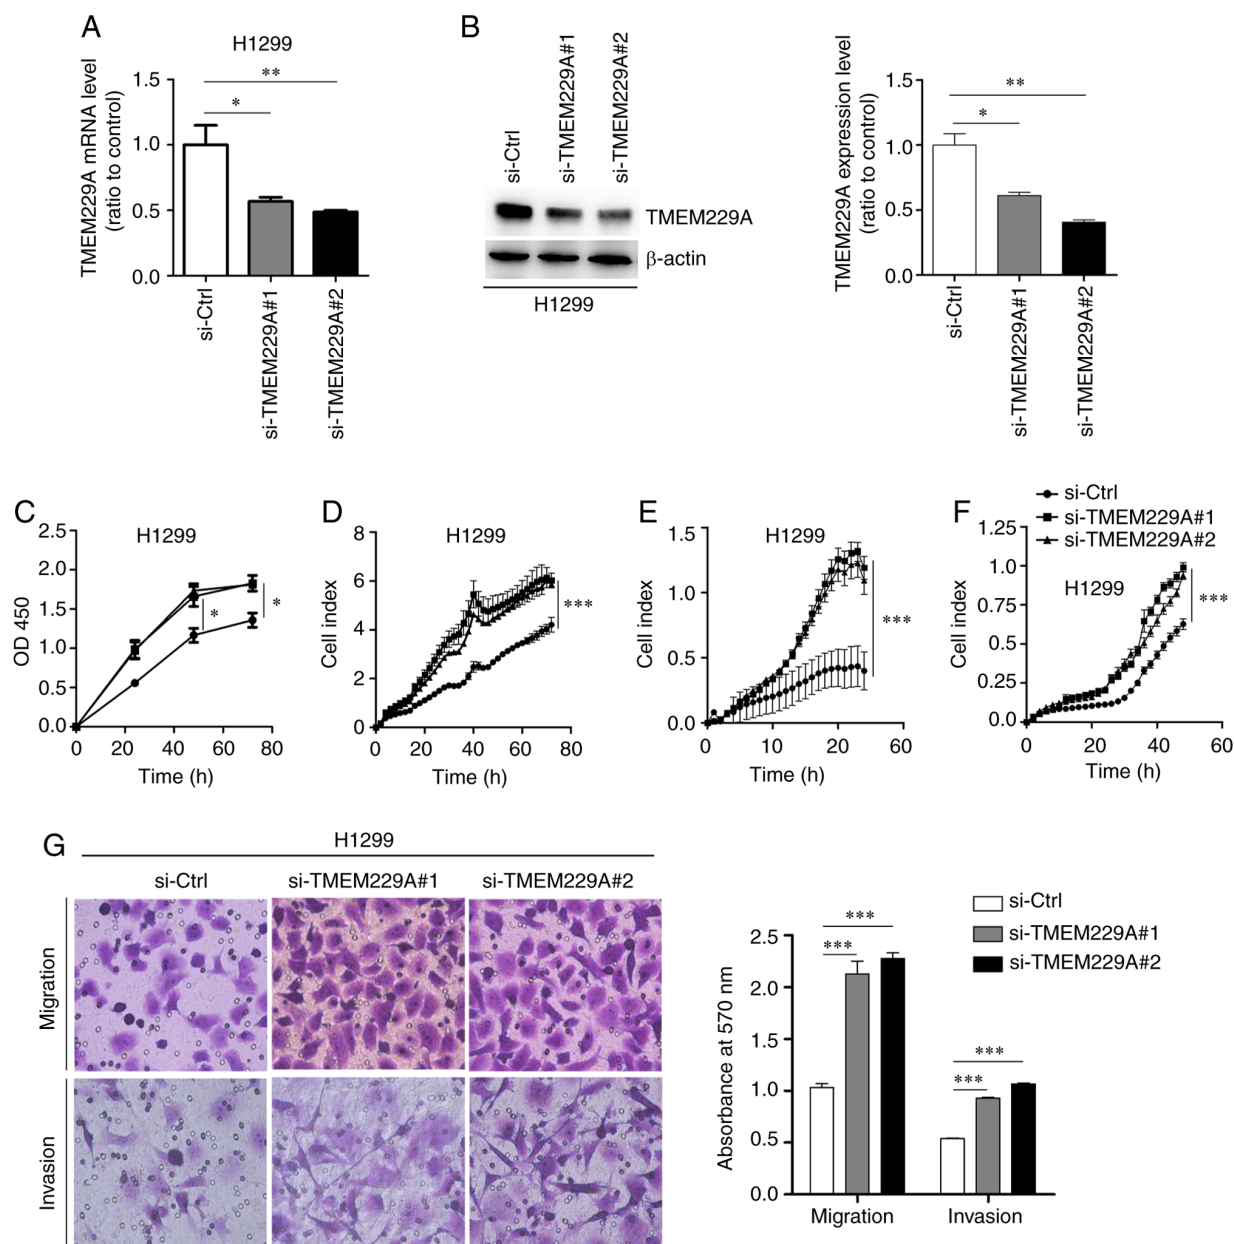 A
H1299
TMEM229A mRNA level
(ratio to control)
1.5
1.0
0.5
0.0
**
*
si-Ctrl
si-TMEM229A#1
si-TMEM229A#2
B
si-Ctrl
si-TMEM229A#1
si-TMEM229A#2
TMEM229A
β-actin
H1299
TMEM229A expression level
(ratio to control)
1.5
1.0
0.5
0.0
**
*
si-Ctrl
si-TMEM229A#1
si-TMEM229A#2
C
H1299
OD 450
2.5
2.0
1.5
1.0
0.5
0.0
*
*
0 20 40 60 80
Time (h)
D
H1299
Cell index
8
6
4
2
0
***
0 20 40 60 80
Time (h)
E
H1299
Cell index
1.5
1.0
0.5
0.0
***
0 10 20 60
Time (h)
F
si-Ctrl
si-TMEM229A#1
si-TMEM229A#2
H1299
Cell index
1.25
1.0
0.75
0.5
0.25
0.0
***
0 20 40 60
Time (h)
G
H1299
si-Ctrl si-TMEM229A#1 si-TMEM229A#2
Migration
Invasion
si-Ctrl
si-TMEM229A#1
si-TMEM229A#2
Absorbance at 570 nm
2.5
2.0
1.5
1.0
0.5
0.0
***
***
***
***
Migration Invasion